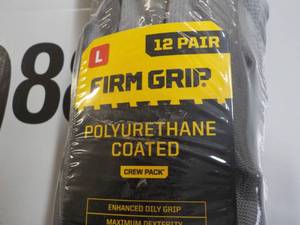 L
12 PAIR
FIRM GRIP®
POLYURETHANE
COATED
CREW PACK®
ENHANCED OILY GRIP
MAXIMUM DEXTERITY